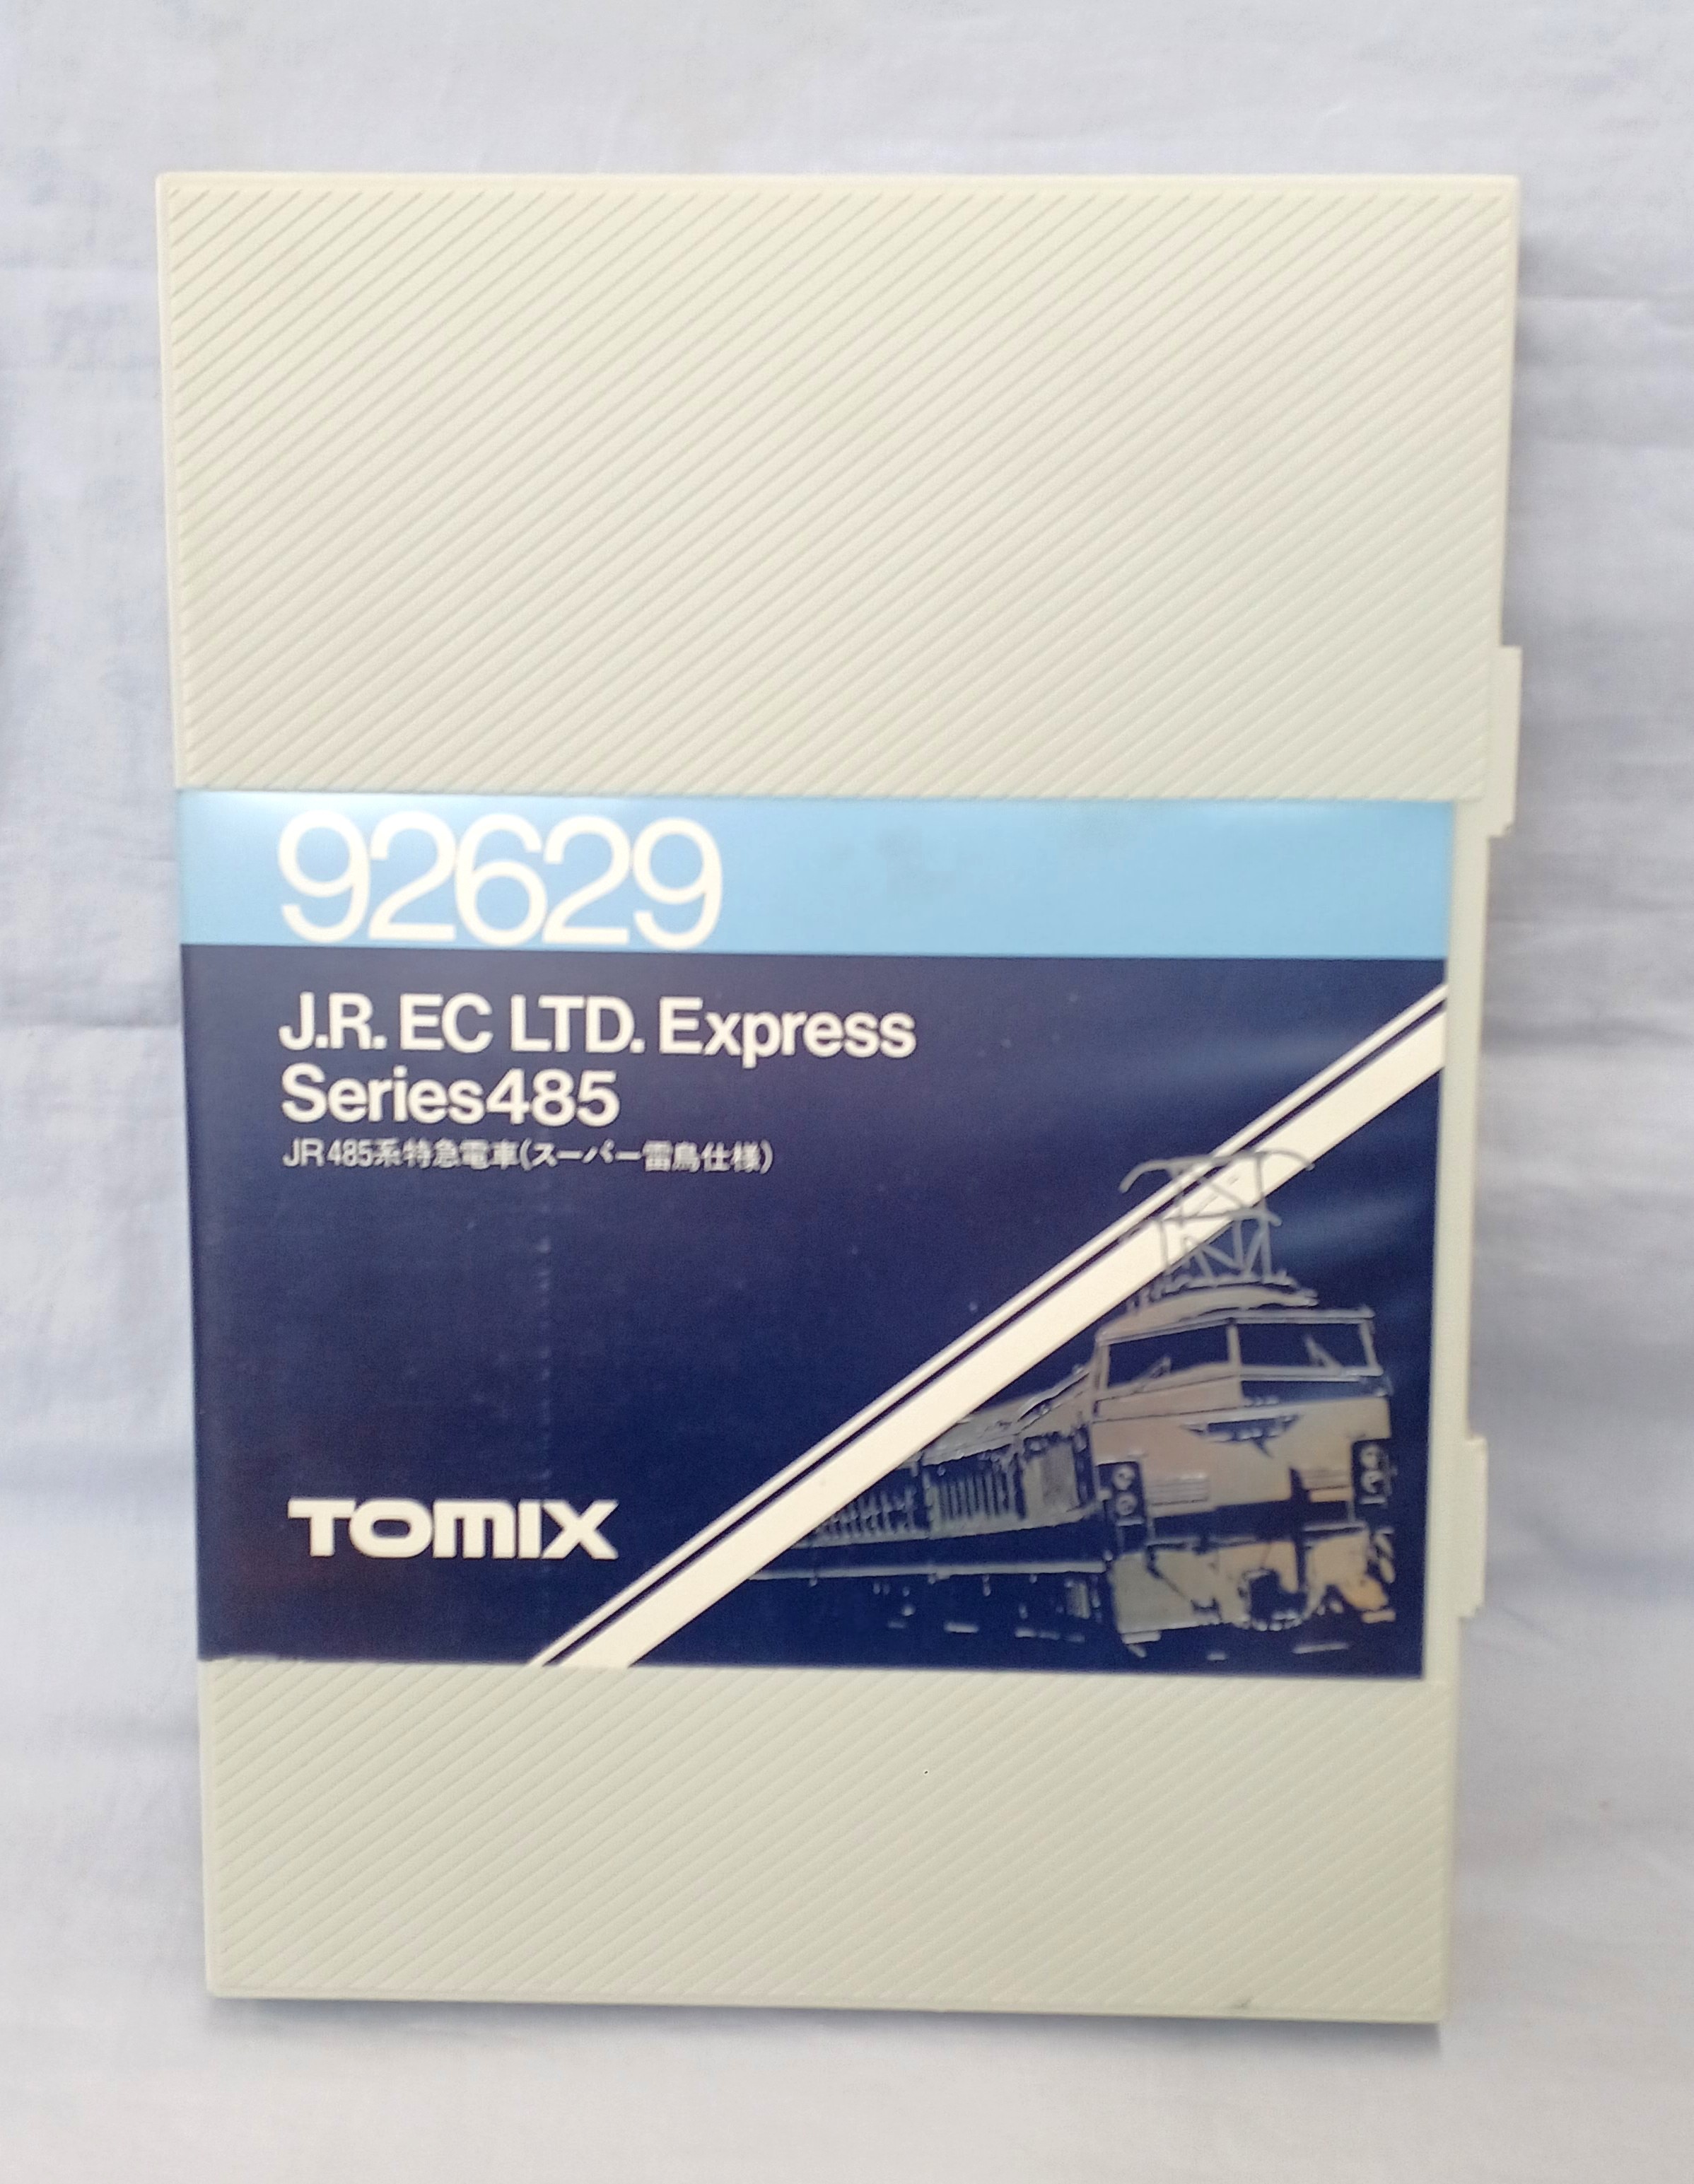 92629
J.R. EC LTD. Express
Series485
JR485系特急電車(スーパー雷鳥仕様)
TOMIX